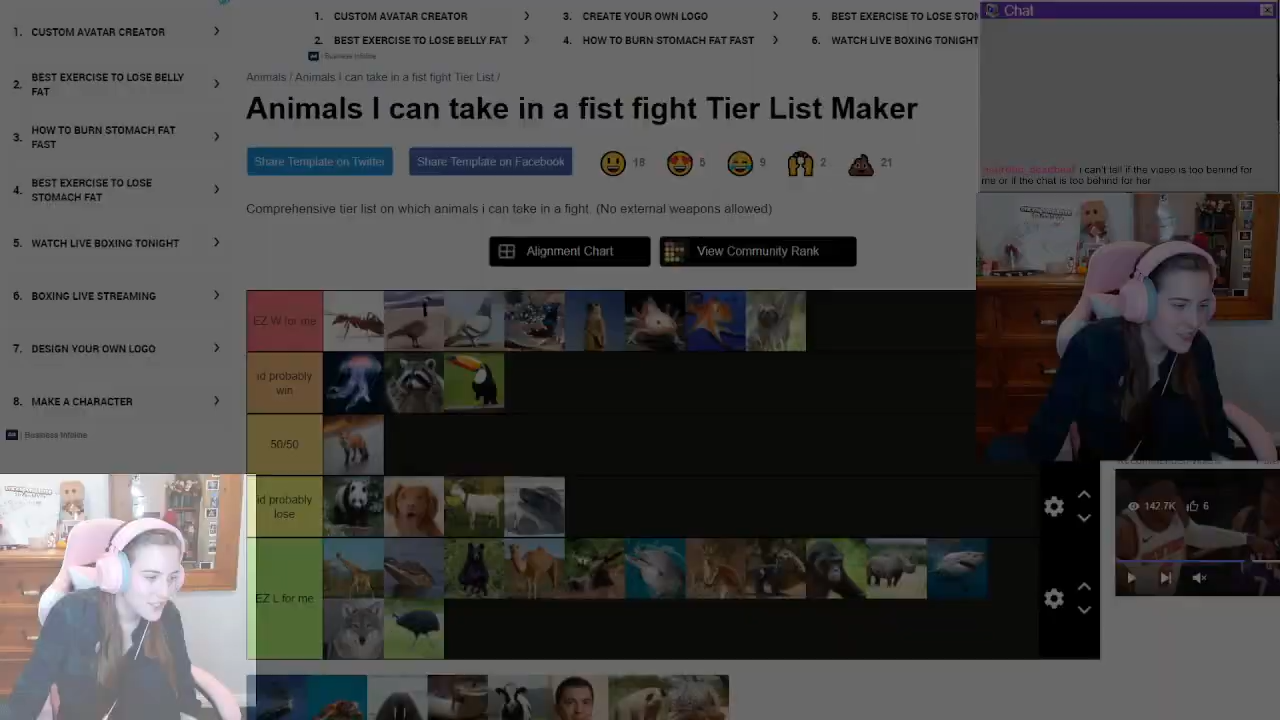 1. CUSTOM AVATAR CREATOR
2. BEST EXERCISE TO LOSE BELLY FAT
3. HOW TO BURN STOMACH FAT FAST
4. BEST EXERCISE TO LOSE STOMACH FAT
5. WATCH LIVE BOXING TONIGHT
6. BOXING LIVE STREAMING
7. DESIGN YOUR OWN LOGO
8. MAKE A CHARACTER
Business Infoline
1. CUSTOM AVATAR CREATOR
2. BEST EXERCISE TO LOSE BELLY FAT
3. CREATE YOUR OWN LOGO
4. HOW TO BURN STOMACH FAT FAST
5. BEST EXERCISE TO LOSE STOM
6. WATCH LIVE BOXING TONIGHT
Business Infoline
Animals / Animals I can take in a fist fight Tier List /
Animals I can take in a fist fight Tier List Maker
Share Template on Twitter
Share Template on Facebook
18
5
9
2
21
Comprehensive tier list on which animals i can take in a fight. (No external weapons allowed)
Alignment Chart
View Community Rank
EZ W for me
id probably
win
50/50
id probably
lose
EZ L for me
Chat
i can't tell if the video is too behind for
me or if the chat is too behind for her
142.7K
6